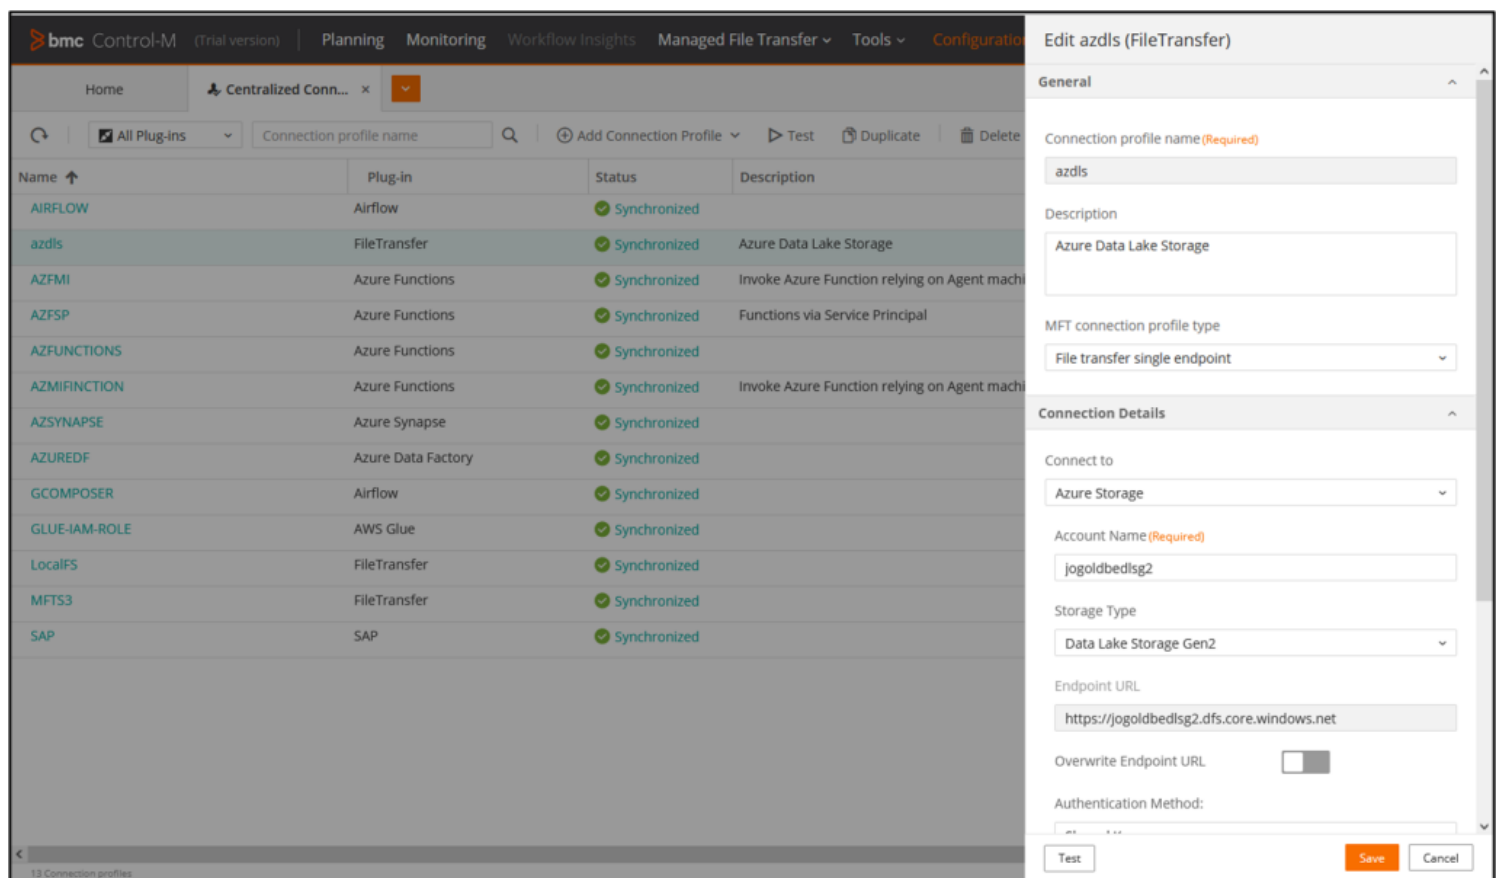 bmc Control-M (Trial version) Planning Monitoring Workflow Insights Managed File Transfer Tools Configuratio
Home Centralized Conn... ×
All Plug-ins Connection profile name Add Connection Profile Test Duplicate Delete
Name Plug-in Status Description
AIRFLOW Airflow Synchronized
azdls FileTransfer Synchronized Azure Data Lake Storage
AZFMI Azure Functions Synchronized Invoke Azure Function relying on Agent machi
AZFSP Azure Functions Synchronized Functions via Service Principal
AZFUNCTIONS Azure Functions Synchronized
AZMIFINCTION Azure Functions Synchronized Invoke Azure Function relying on Agent machi
AZSYNAPSE Azure Synapse Synchronized
AZUREDF Azure Data Factory Synchronized
GCOMPOSER Airflow Synchronized
GLUE-IAM-ROLE AWS Glue Synchronized
LocalFS FileTransfer Synchronized
MFTS3 FileTransfer Synchronized
SAP SAP Synchronized
13 Connection profiles
Edit azdls (FileTransfer)
General
Connection profile name (Required)
azdls
Description
Azure Data Lake Storage
MFT connection profile type
File transfer single endpoint
Connection Details
Connect to
Azure Storage
Account Name (Required)
jogoldbedlsg2
Storage Type
Data Lake Storage Gen2
Endpoint URL
https://jogoldbedlsg2.dfs.core.windows.net
Overwrite Endpoint URL
Authentication Method:
Test Save Cancel